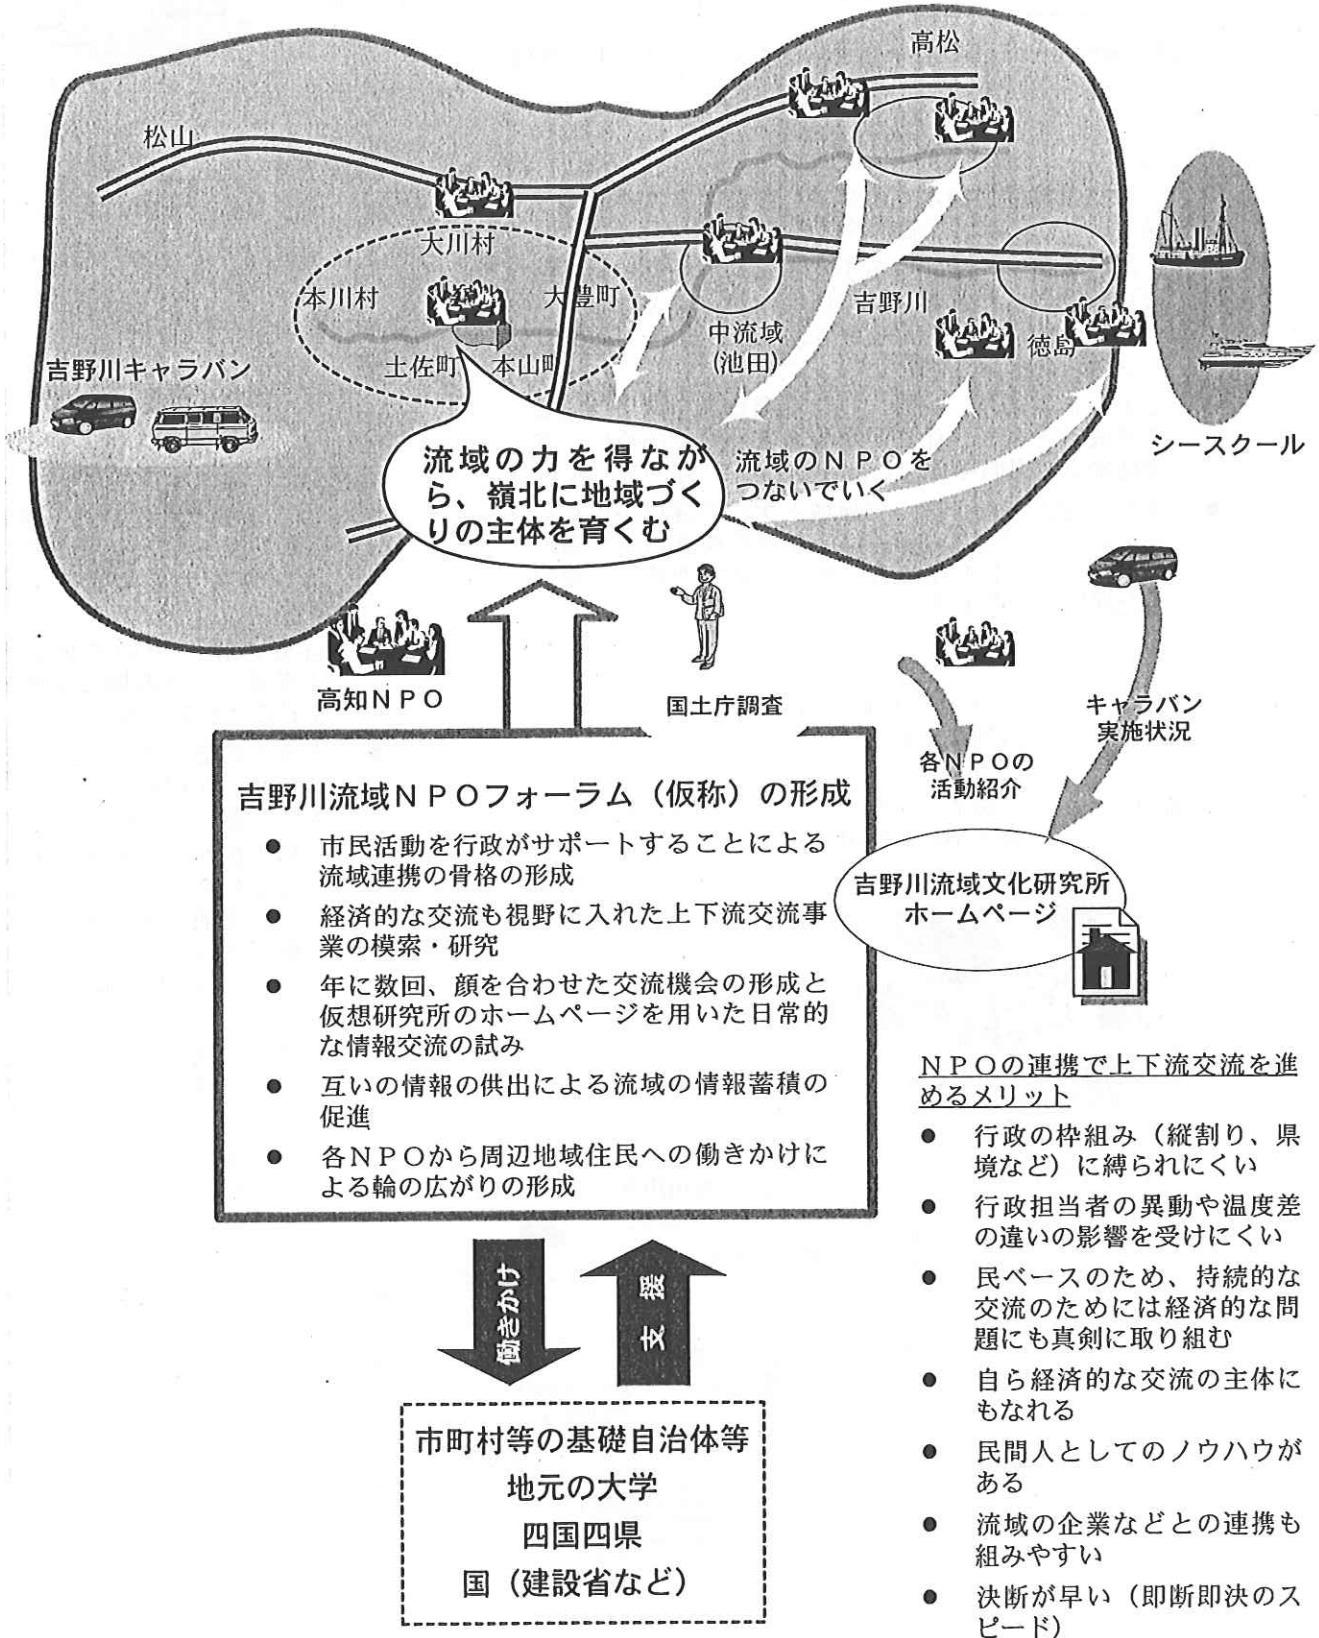 高松
松山
大川村
本川村
大豊町
吉野川
中流域
(池田)
徳島
土佐町
本山町
吉野川キャラバン
シースクール
流域の力を得なが
ら、嶺北に地域づく
りの主体を育くむ
流域のNPOを
つないでいく
高知NPO
国土庁調査
キャラバン
実施状況
各NPOの
活動紹介
吉野川流域NPOフォーラム(仮称)の形成
● 市民活動を行政がサポートすることによる
流域連携の骨格の形成
● 経済的な交流も視野に入れた上下流交流事
業の模索・研究
● 年に数回、顔を合わせた交流機会の形成と
仮想研究所のホームページを用いた日常的
な情報交流の試み
● 互いの情報の供出による流域の情報蓄積の
促進
● 各NPOから周辺地域住民への働きかけに
よる輪の広がりの形成
吉野川流域文化研究所
ホームページ
働きかけ
支援
市町村等の基礎自治体等
地元の大学
四国四県
国(建設省など)
NPOの連携で上下流交流を進
めるメリット
● 行政の枠組み(縦割り、県
境など)に縛られにくい
● 行政担当者の異動や温度差
の違いの影響を受けにくい
● 民ベースのため、持続的な
交流のためには経済的な問
題にも真剣に取り組む
● 自ら経済的な交流の主体に
もなれる
● 民間人としてのノウハウが
ある
● 流域の企業などとの連携も
組みやすい
● 決断が早い(即断即決のス
ピード)